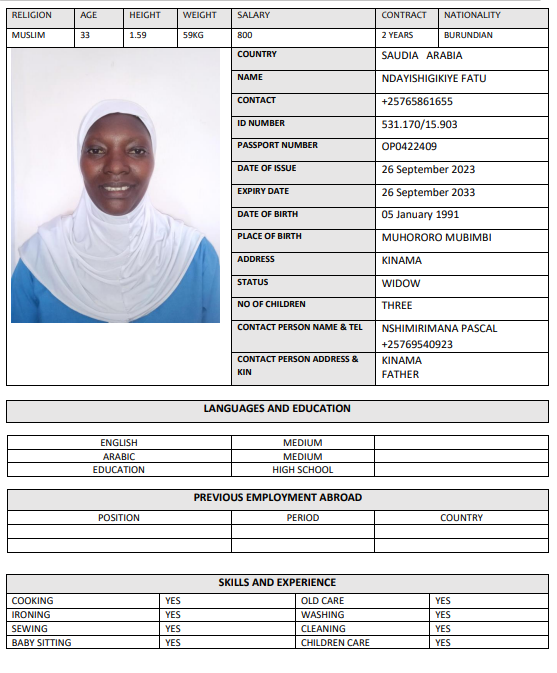 RELIGION AGE HEIGHT WEIGHT SALARY CONTRACT NATIONALITY
MUSLIM 33 1.59 59KG 800 2 YEARS BURUNDIAN
COUNTRY SAUDIA ARABIA
NAME NDAYISHIGIKIYE FATU
CONTACT +25765861655
ID NUMBER 531.170/15.903
PASSPORT NUMBER OP0422409
DATE OF ISSUE 26 September 2023
EXPIRY DATE 26 September 2033
DATE OF BIRTH 05 January 1991
PLACE OF BIRTH MUHORORO MUBIMBI
ADDRESS KINAMA
STATUS WIDOW
NO OF CHILDREN THREE
CONTACT PERSON NAME & TEL NSHIMIRIMANA PASCAL
+25769540923
CONTACT PERSON ADDRESS & KINAMA
KIN FATHER
LANGUAGES AND EDUCATION
ENGLISH MEDIUM
ARABIC MEDIUM
EDUCATION HIGH SCHOOL
PREVIOUS EMPLOYMENT ABROAD
POSITION PERIOD COUNTRY
SKILLS AND EXPERIENCE
COOKING YES OLD CARE YES
IRONING YES WASHING YES
SEWING YES CLEANING YES
BABY SITTING YES CHILDREN CARE YES